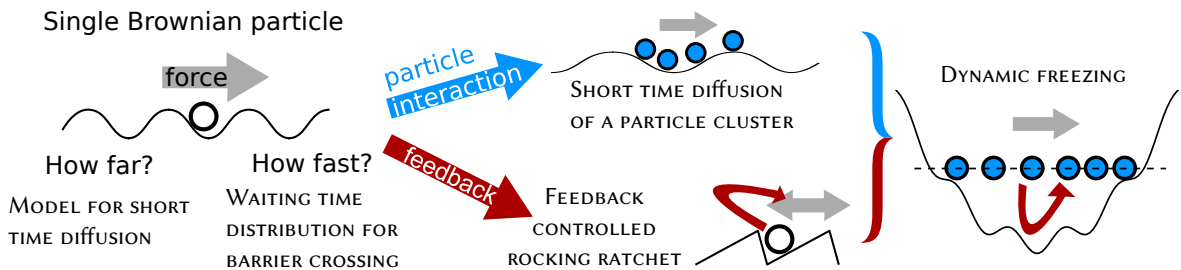 Single Brownian particle
force
How far?
Model for short
time diffusion
How fast?
Waiting time
distribution for
barrier crossing
particle
interaction
feedback
Short time diffusion
of a particle cluster
Feedback
controlled
rocking ratchet
Dynamic freezing